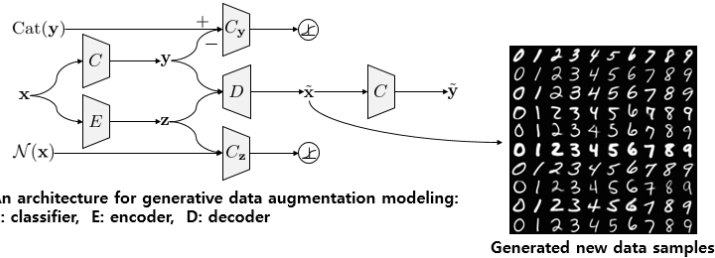 Cat(y) + C_y
−
C y
x D x̃ C ỹ
E z
N(x) C_z
0 1 2 3 4 5 6 7 8 9
0 1 2 3 4 5 6 7 8 9
0 1 2 3 4 5 6 7 8 9
0 1 2 3 4 5 6 7 8 9
0 1 2 3 4 5 6 7 8 9
0 1 2 3 4 5 6 7 8 9
0 1 2 3 4 5 6 7 8 9
0 1 2 3 4 5 6 7 8 9
0 1 2 3 4 5 6 7 8 9
0 1 2 3 4 5 6 7 8 9
n architecture for generative data augmentation modeling:
: classifier, E: encoder, D: decoder
Generated new data samples